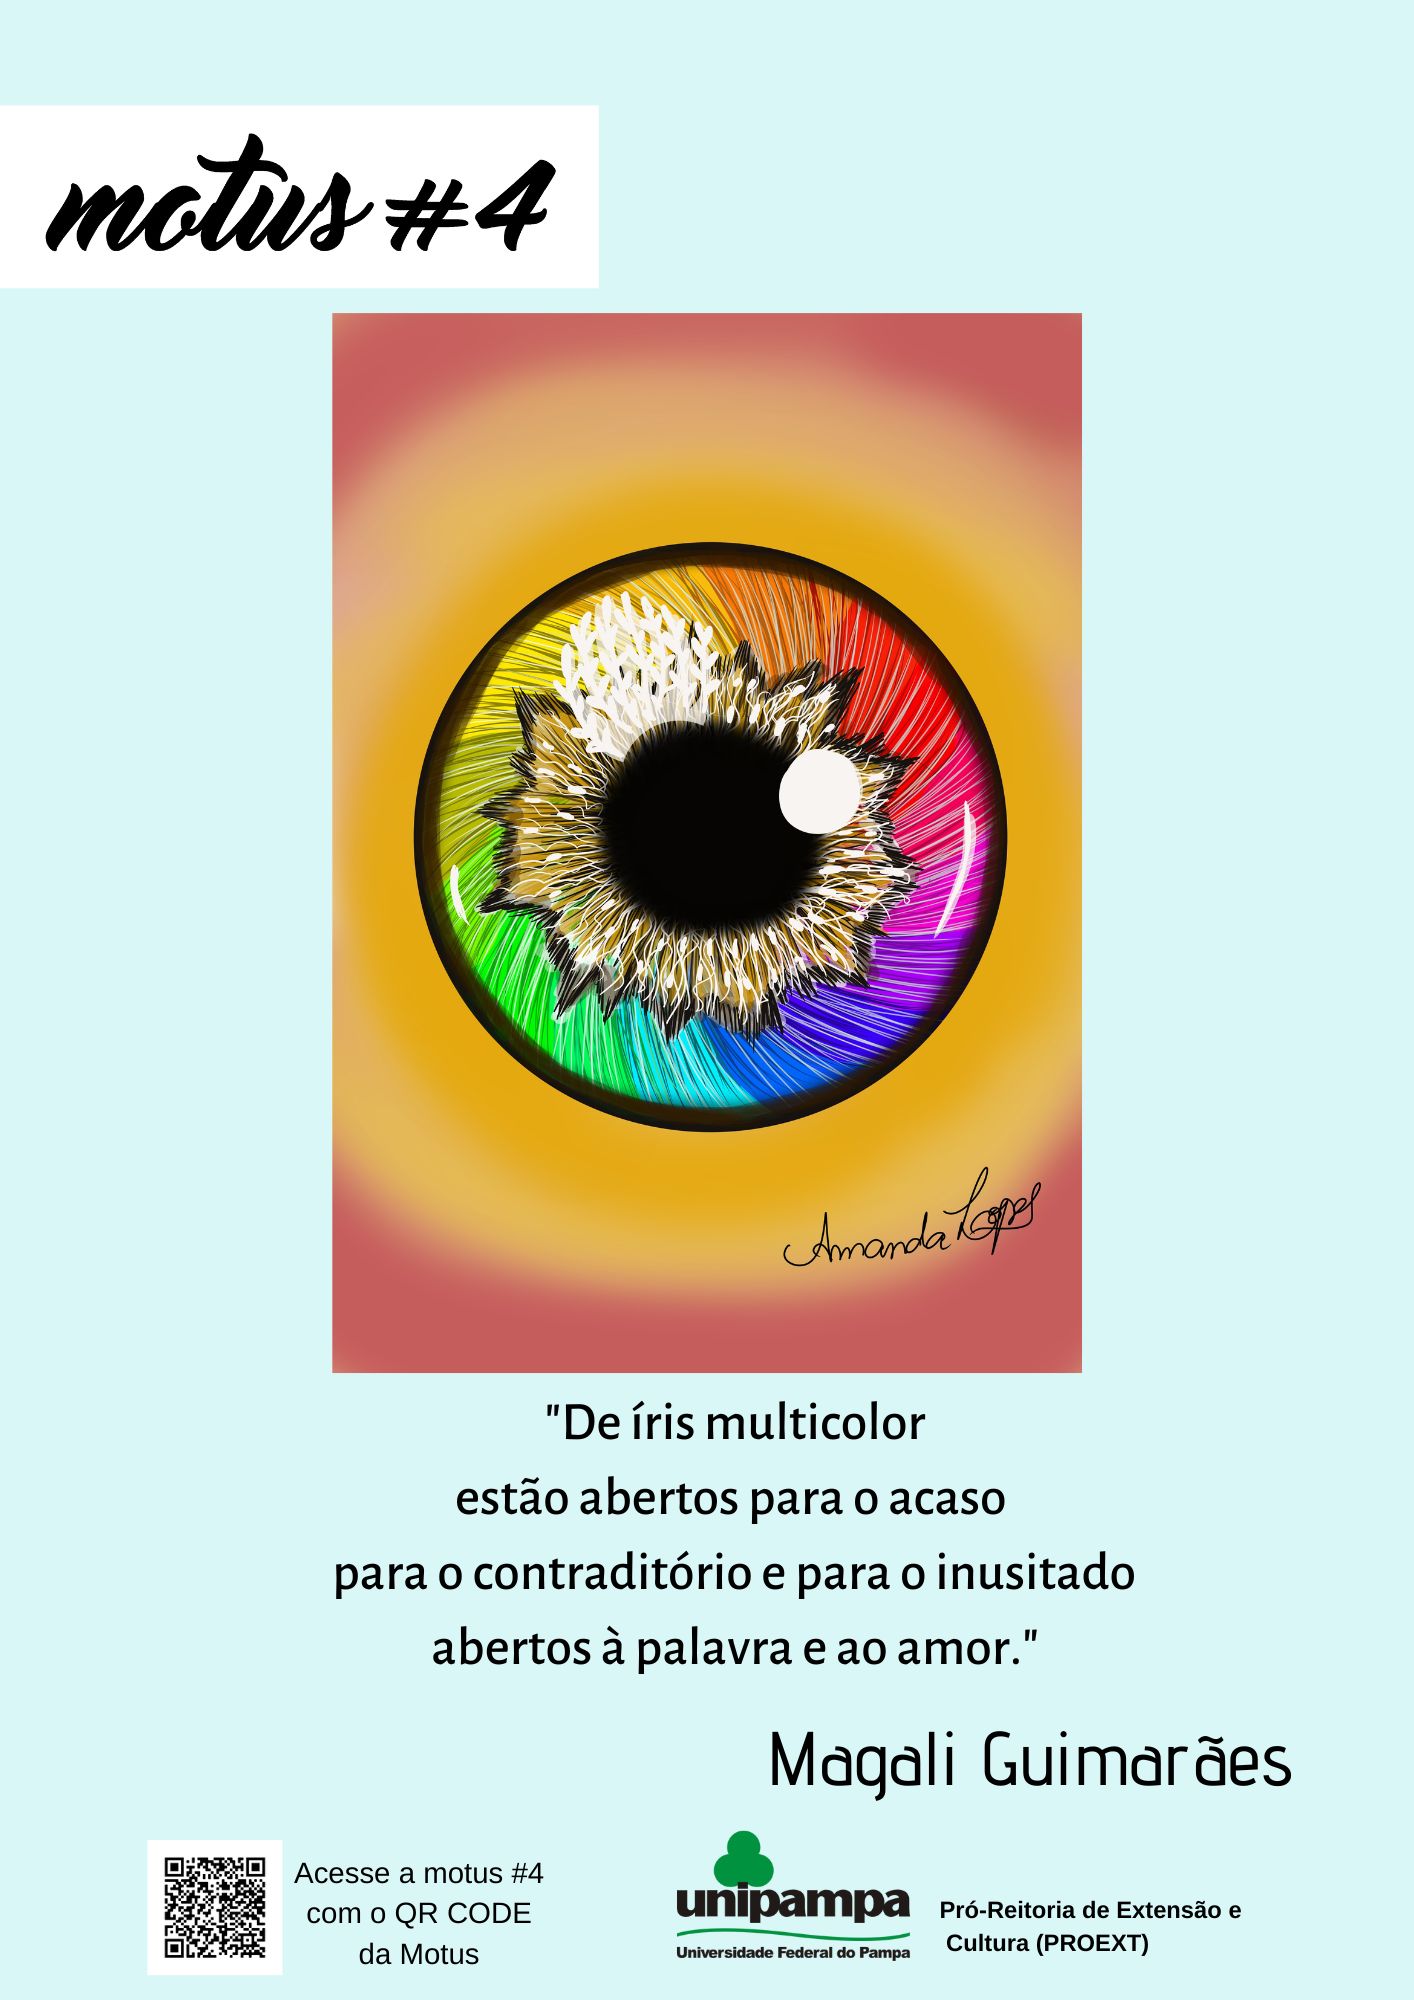 motus #4
Amanda Lopes
"De íris multicolor
estão abertos para o acaso
para o contraditório e para o inusitado
abertos à palavra e ao amor."
Magali Guimarães
Acesse a motus #4
com o QR CODE
da Motus
unipampa
Universidade Federal do Pampa
Pró-Reitoria de Extensão e
Cultura (PROEXT)